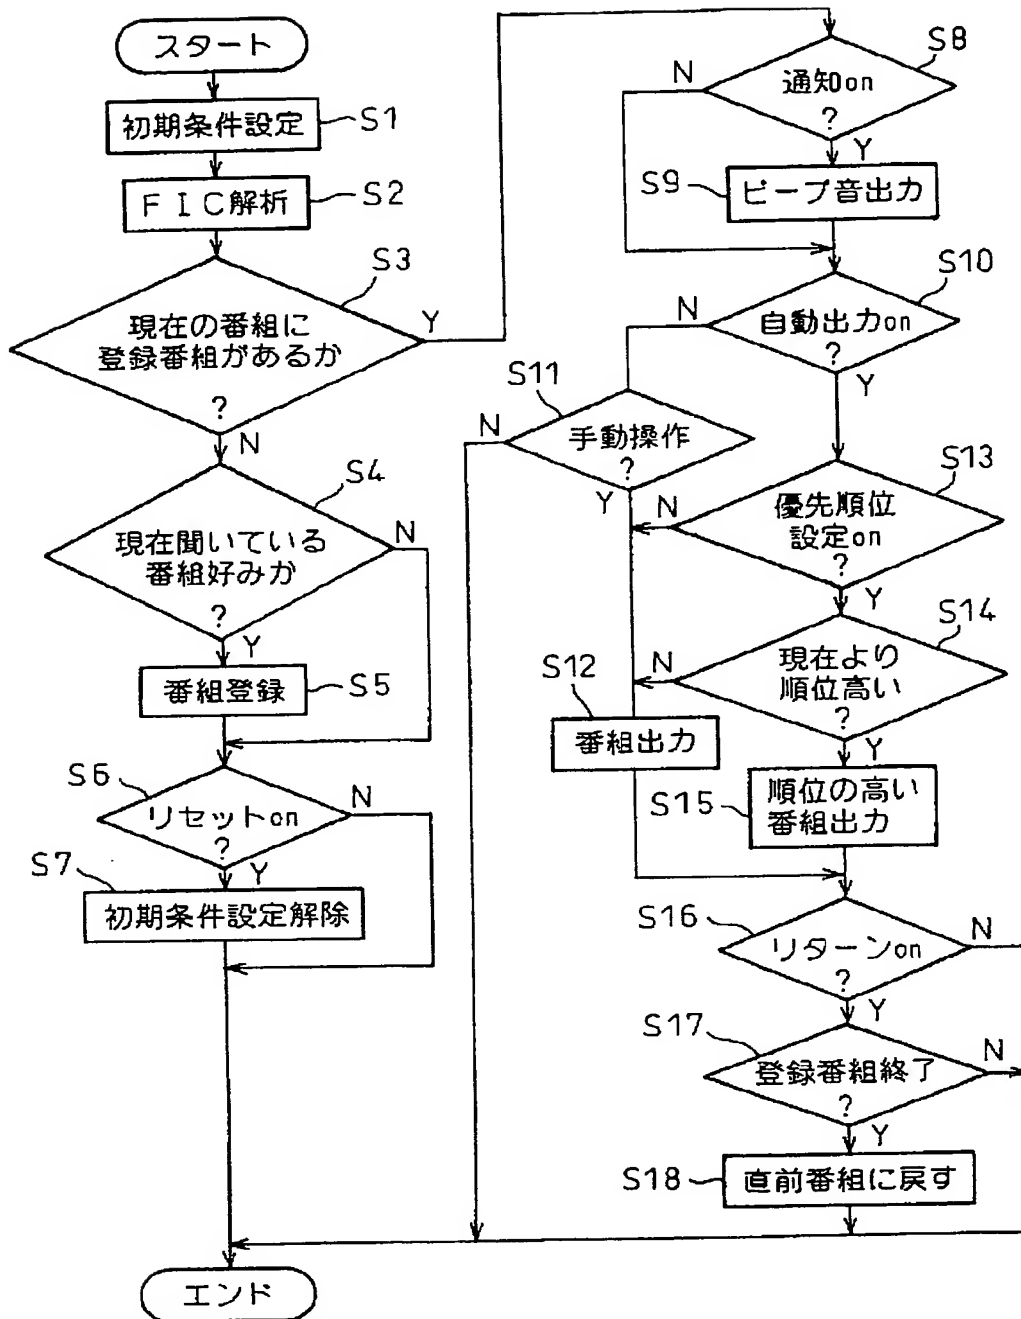 スタート
初期条件設定
S1
FIC解析
S2
S3
現在の番組に
登録番組があるか
?
Y
N
S4
現在聞いている
番組好みか
?
N
Y
番組登録
S5
S6
リセットon
?
N
Y
S7
初期条件設定解除
エンド
S8
通知on
?
N
Y
S9
ビープ音出力
S10
自動出力on
?
N
Y
S11
手動操作
?
N
Y
S13
優先順位
設定on
?
N
Y
S14
現在より
順位高い
?
N
Y
S12
番組出力
S15
順位の高い
番組出力
S16
リターンon
?
N
Y
S17
登録番組終了
?
N
Y
S18
直前番組に戻す